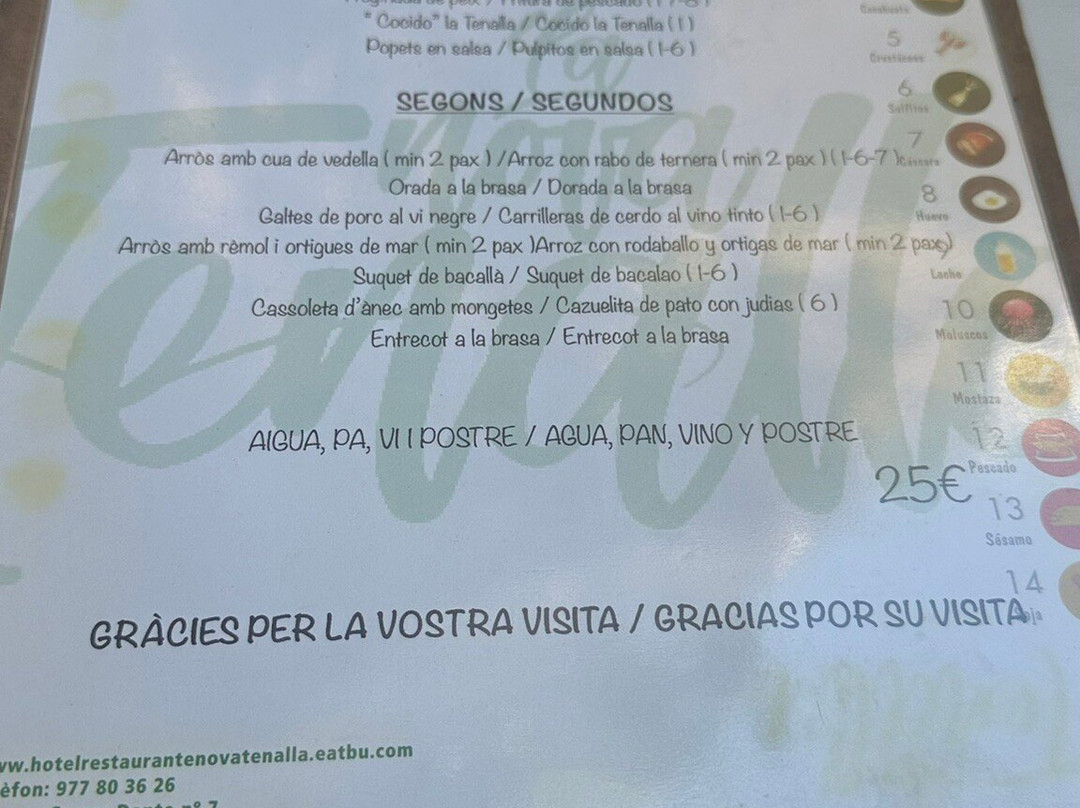 " Cocido" la Tenalla / Cocido la Tenalla ( 1 )
Popets en salsa / Pulpitos en salsa ( 1-6 )
5
Crustáceos
6
Sulfitos
SEGONS / SEGUNDOS
7
Arròs amb cua de vedella ( min 2 pax ) /Arroz con rabo de ternera ( min 2 pax ) ( 1-6-7 )
Orada a la brasa / Dorada a la brasa
8
Huevo
Galtes de porc al vi negre / Carrilleras de cerdo al vino tinto ( 1-6 )
Arròs amb rèmol i ortigues de mar ( min 2 pax )Arroz con rodaballo y ortigas de mar ( min 2 pax )
Suquet de bacallà / Suquet de bacalao ( 1-6 )
Leche
Cassoleta d'ànec amb mongetes / Cazuelita de pato con judias ( 6 )
10
Moluscos
Entrecot a la brasa / Entrecot a la brasa
11
Mostaza
AIGUA, PA, VI I POSTRE / AGUA, PAN, VINO Y POSTRE
12
Pescado
25€
13
Sésamo
14
GRÀCIES PER LA VOSTRA VISITA / GRACIAS POR SU VISITA
nova
Tenalla
ww.hotelrestaurantenovatenalla.eatbu.com
èfon: 977 80 36 26